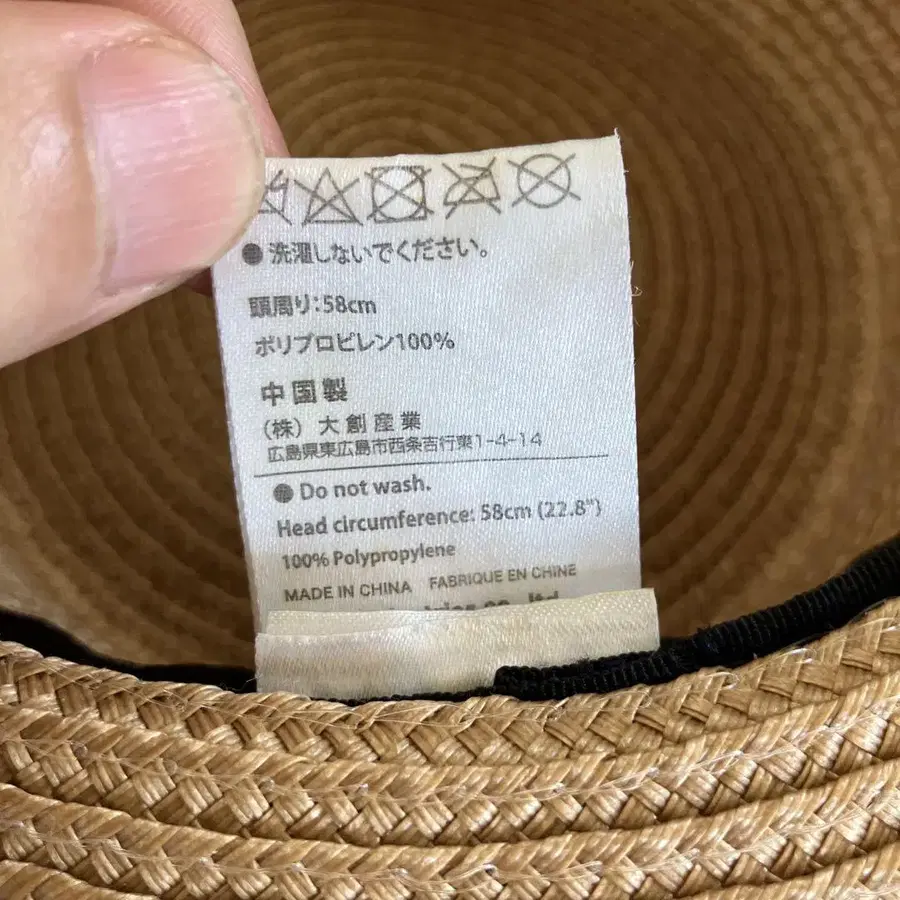 ● 洗濯しないでください。
頭周り:58cm
ポリプロピレン100%
中国製
(株) 大創産業
広島県東広島市西条吉行東1-4-14
● Do not wash.
Head circumference: 58cm (22.8")
100% Polypropylene
MADE IN CHINA FABRIQUE EN CHINE